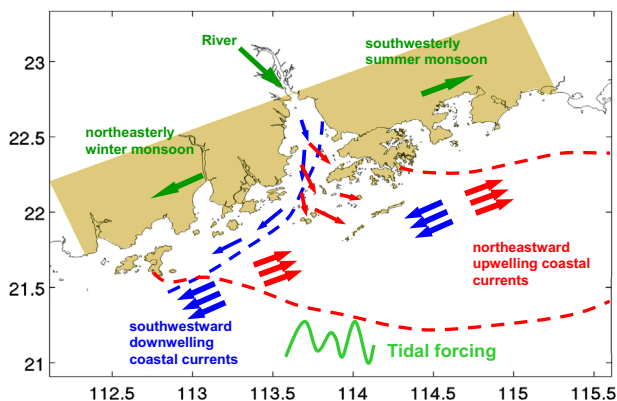 River
southwesterly
summer monsoon
northeasterly
winter monsoon
northeastward
upwelling coastal
currents
southwestward
downwelling
coastal currents
Tidal forcing
23
22.5
22
21.5
21
112.5
113
113.5
114
114.5
115
115.5